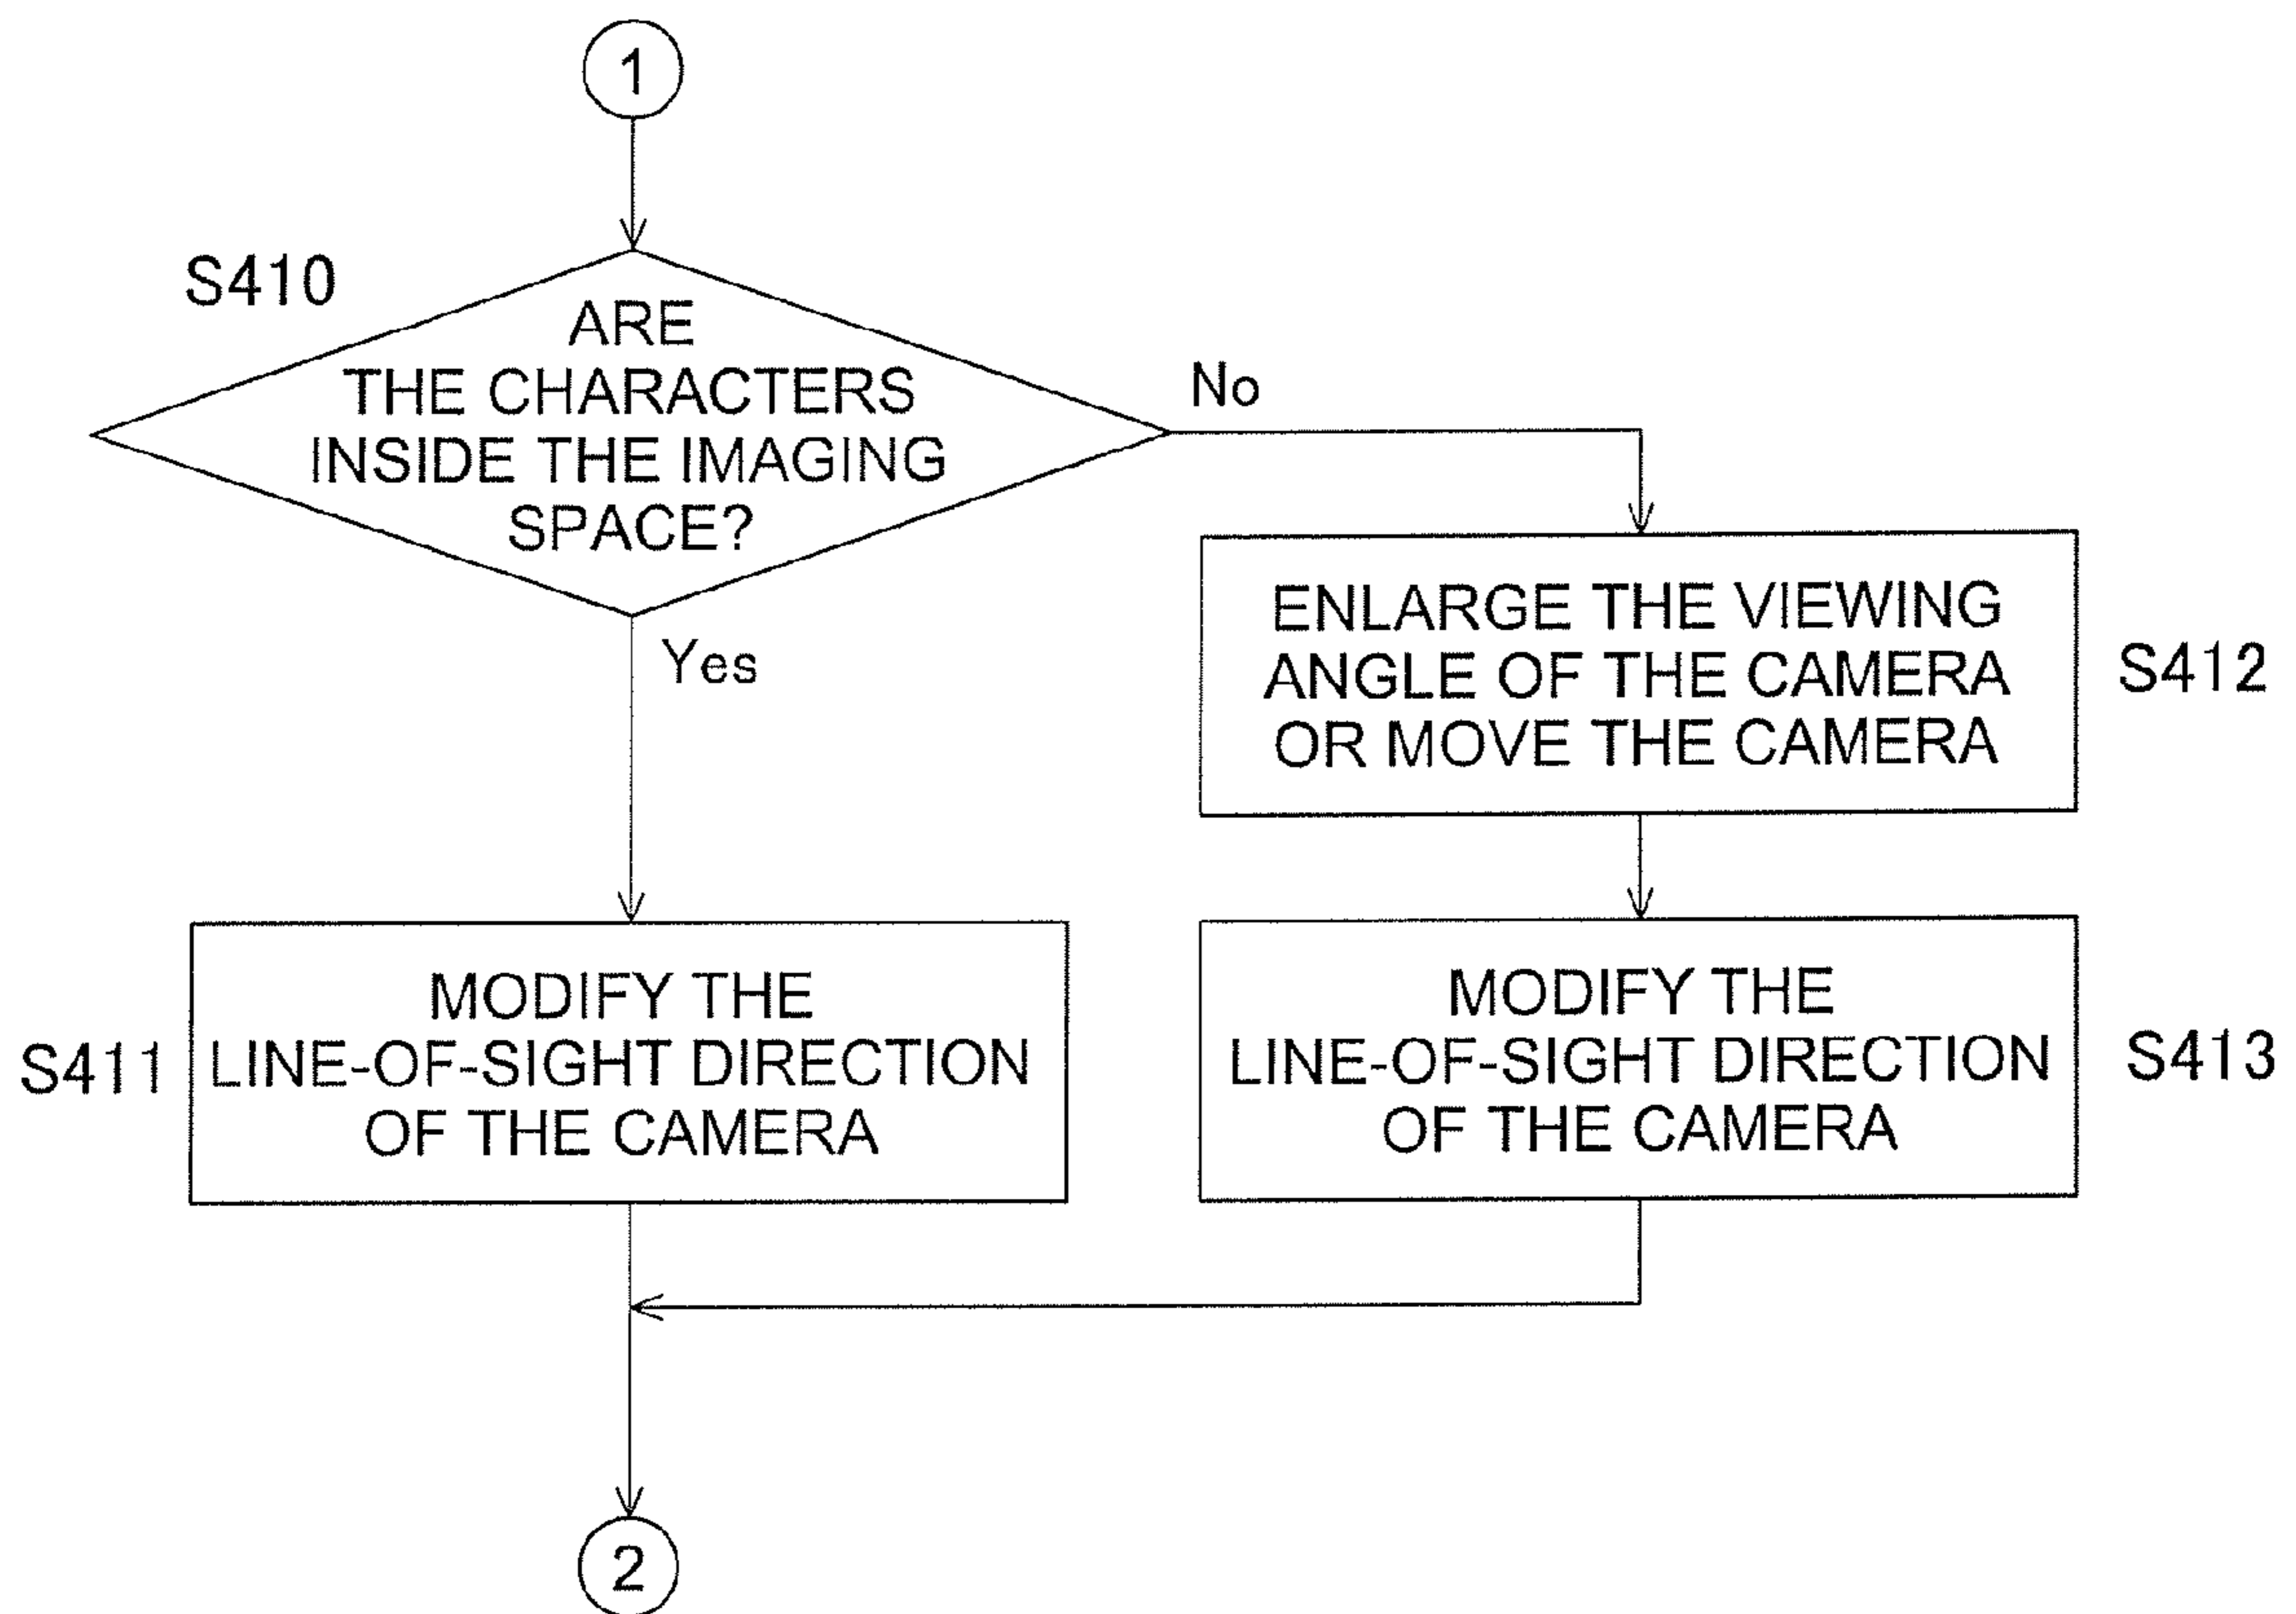 1
S410
ARE
THE CHARACTERS
INSIDE THE IMAGING
SPACE?
No
Yes
ENLARGE THE VIEWING
ANGLE OF THE CAMERA
OR MOVE THE CAMERA
S412
S411
MODIFY THE
LINE-OF-SIGHT DIRECTION
OF THE CAMERA
MODIFY THE
LINE-OF-SIGHT DIRECTION
OF THE CAMERA
S413
2